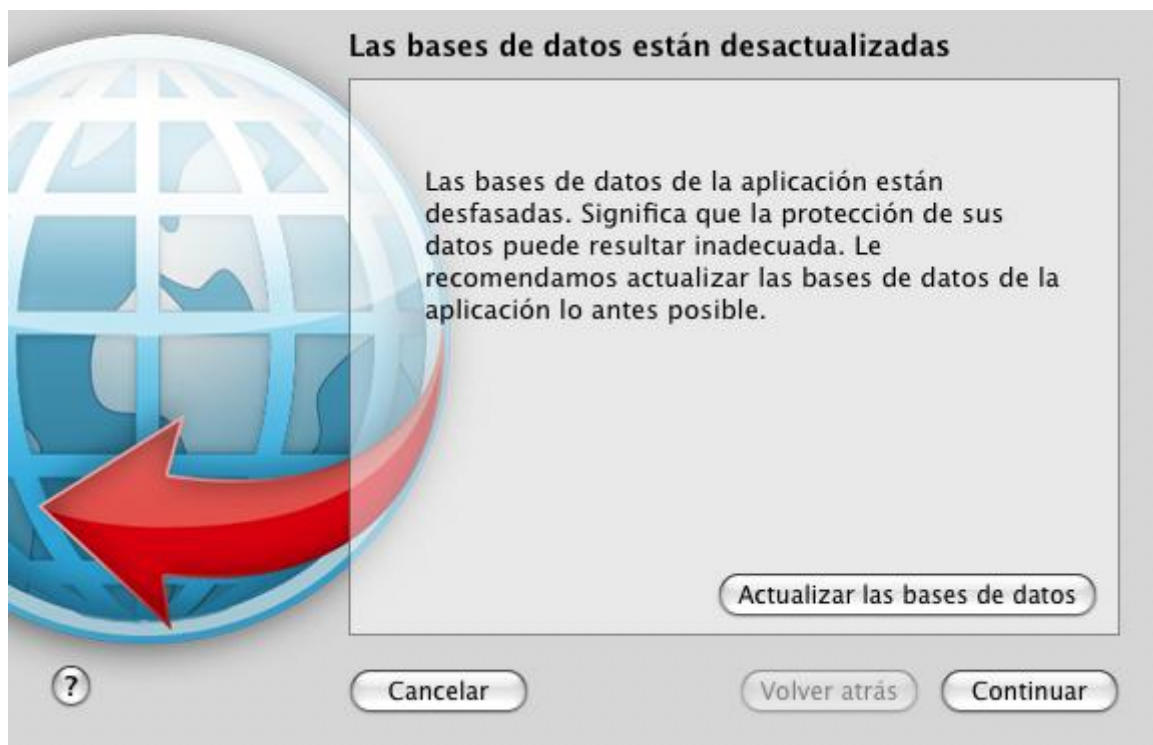 Las bases de datos están desactualizadas
Las bases de datos de la aplicación están
desfasadas. Significa que la protección de sus
datos puede resultar inadecuada. Le
recomendamos actualizar las bases de datos de la
aplicación lo antes posible.
Actualizar las bases de datos
?
Cancelar
Volver atrás
Continuar